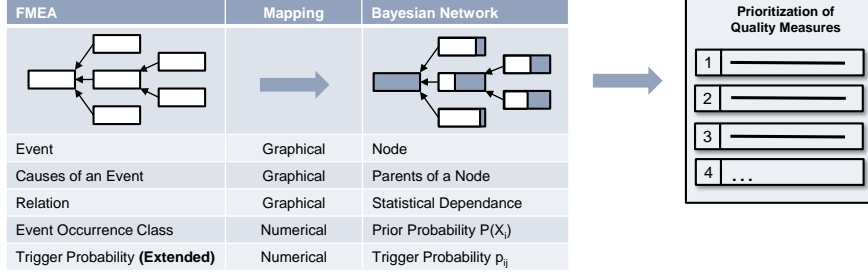 FMEA Mapping Bayesian Network
Event Graphical Node
Causes of an Event Graphical Parents of a Node
Relation Graphical Statistical Dependance
Event Occurrence Class Numerical Prior Probability P(Xi)
Trigger Probability (Extended) Numerical Trigger Probability pij
Prioritization of
Quality Measures
1
2
3
4 ...